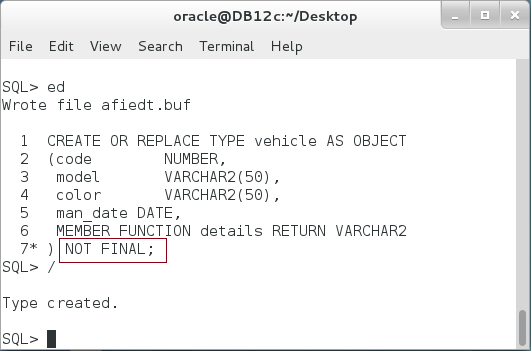 oracle@DB12c:~/Desktop
File Edit View Search Terminal Help
SQL> ed
Wrote file afiedt.buf
1 CREATE OR REPLACE TYPE vehicle AS OBJECT
2 (code NUMBER,
3 model VARCHAR2(50),
4 color VARCHAR2(50),
5 man_date DATE,
6 MEMBER FUNCTION details RETURN VARCHAR2
7* ) NOT FINAL;
SQL> /
Type created.
SQL>